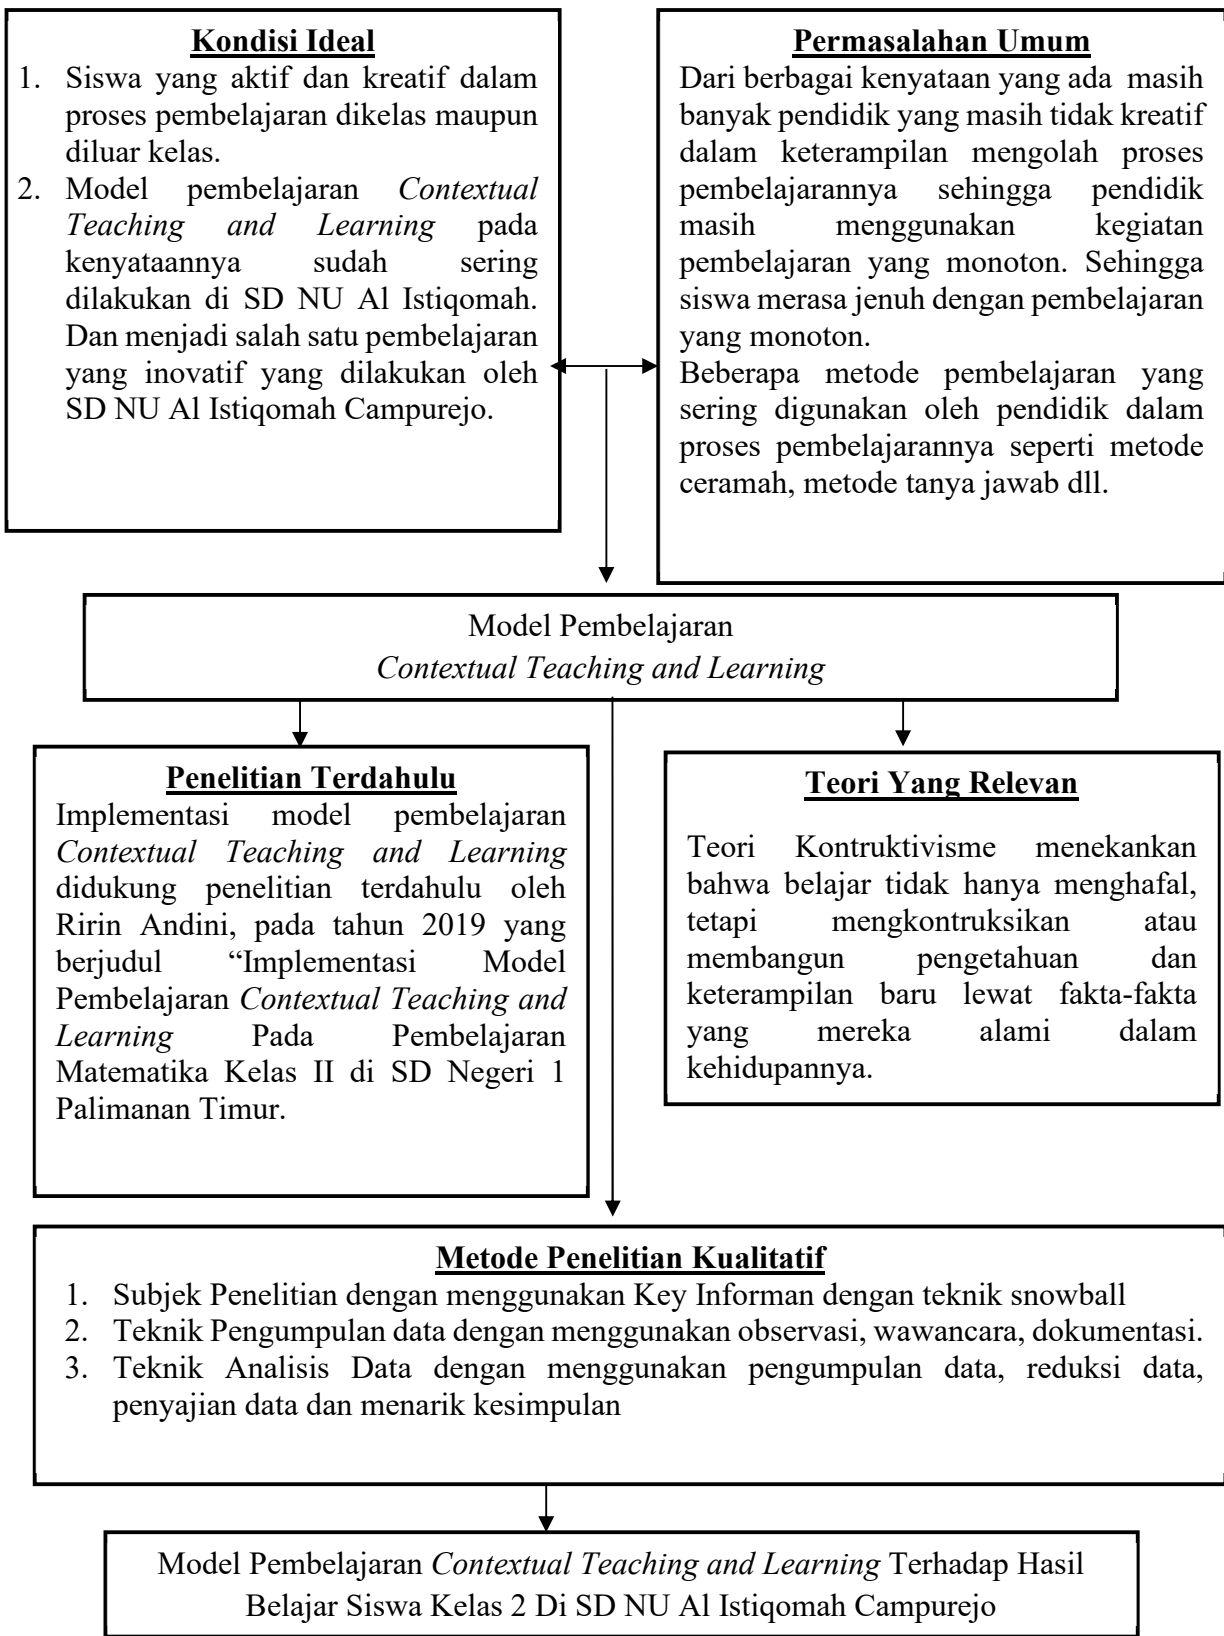 Kondisi Ideal
1. Siswa yang aktif dan kreatif dalam
proses pembelajaran dikelas maupun
diluar kelas.
2. Model pembelajaran Contextual
Teaching and Learning pada
kenyataannya sudah sering
dilakukan di SD NU Al Istiqomah.
Dan menjadi salah satu pembelajaran
yang inovatif yang dilakukan oleh
SD NU Al Istiqomah Campurejo.
Permasalahan Umum
Dari berbagai kenyataan yang ada masih
banyak pendidik yang masih tidak kreatif
dalam keterampilan mengolah proses
pembelajarannya sehingga pendidik
masih menggunakan kegiatan
pembelajaran yang monoton. Sehingga
siswa merasa jenuh dengan pembelajaran
yang monoton.
Beberapa metode pembelajaran yang
sering digunakan oleh pendidik dalam
proses pembelajarannya seperti metode
ceramah, metode tanya jawab dll.
Model Pembelajaran
Contextual Teaching and Learning
Penelitian Terdahulu
Implementasi model pembelajaran
Contextual Teaching and Learning
didukung penelitian terdahulu oleh
Ririn Andini, pada tahun 2019 yang
berjudul “Implementasi Model
Pembelajaran Contextual Teaching and
Learning Pada Pembelajaran
Matematika Kelas II di SD Negeri 1
Palimanan Timur.
Teori Yang Relevan
Teori Kontruktivisme menekankan
bahwa belajar tidak hanya menghafal,
tetapi mengkontruksikan atau
membangun pengetahuan dan
keterampilan baru lewat fakta-fakta
yang mereka alami dalam
kehidupannya.
Metode Penelitian Kualitatif
1. Subjek Penelitian dengan menggunakan Key Informan dengan teknik snowball
2. Teknik Pengumpulan data dengan menggunakan observasi, wawancara, dokumentasi.
3. Teknik Analisis Data dengan menggunakan pengumpulan data, reduksi data,
penyajian data dan menarik kesimpulan
Model Pembelajaran Contextual Teaching and Learning Terhadap Hasil
Belajar Siswa Kelas 2 Di SD NU Al Istiqomah Campurejo